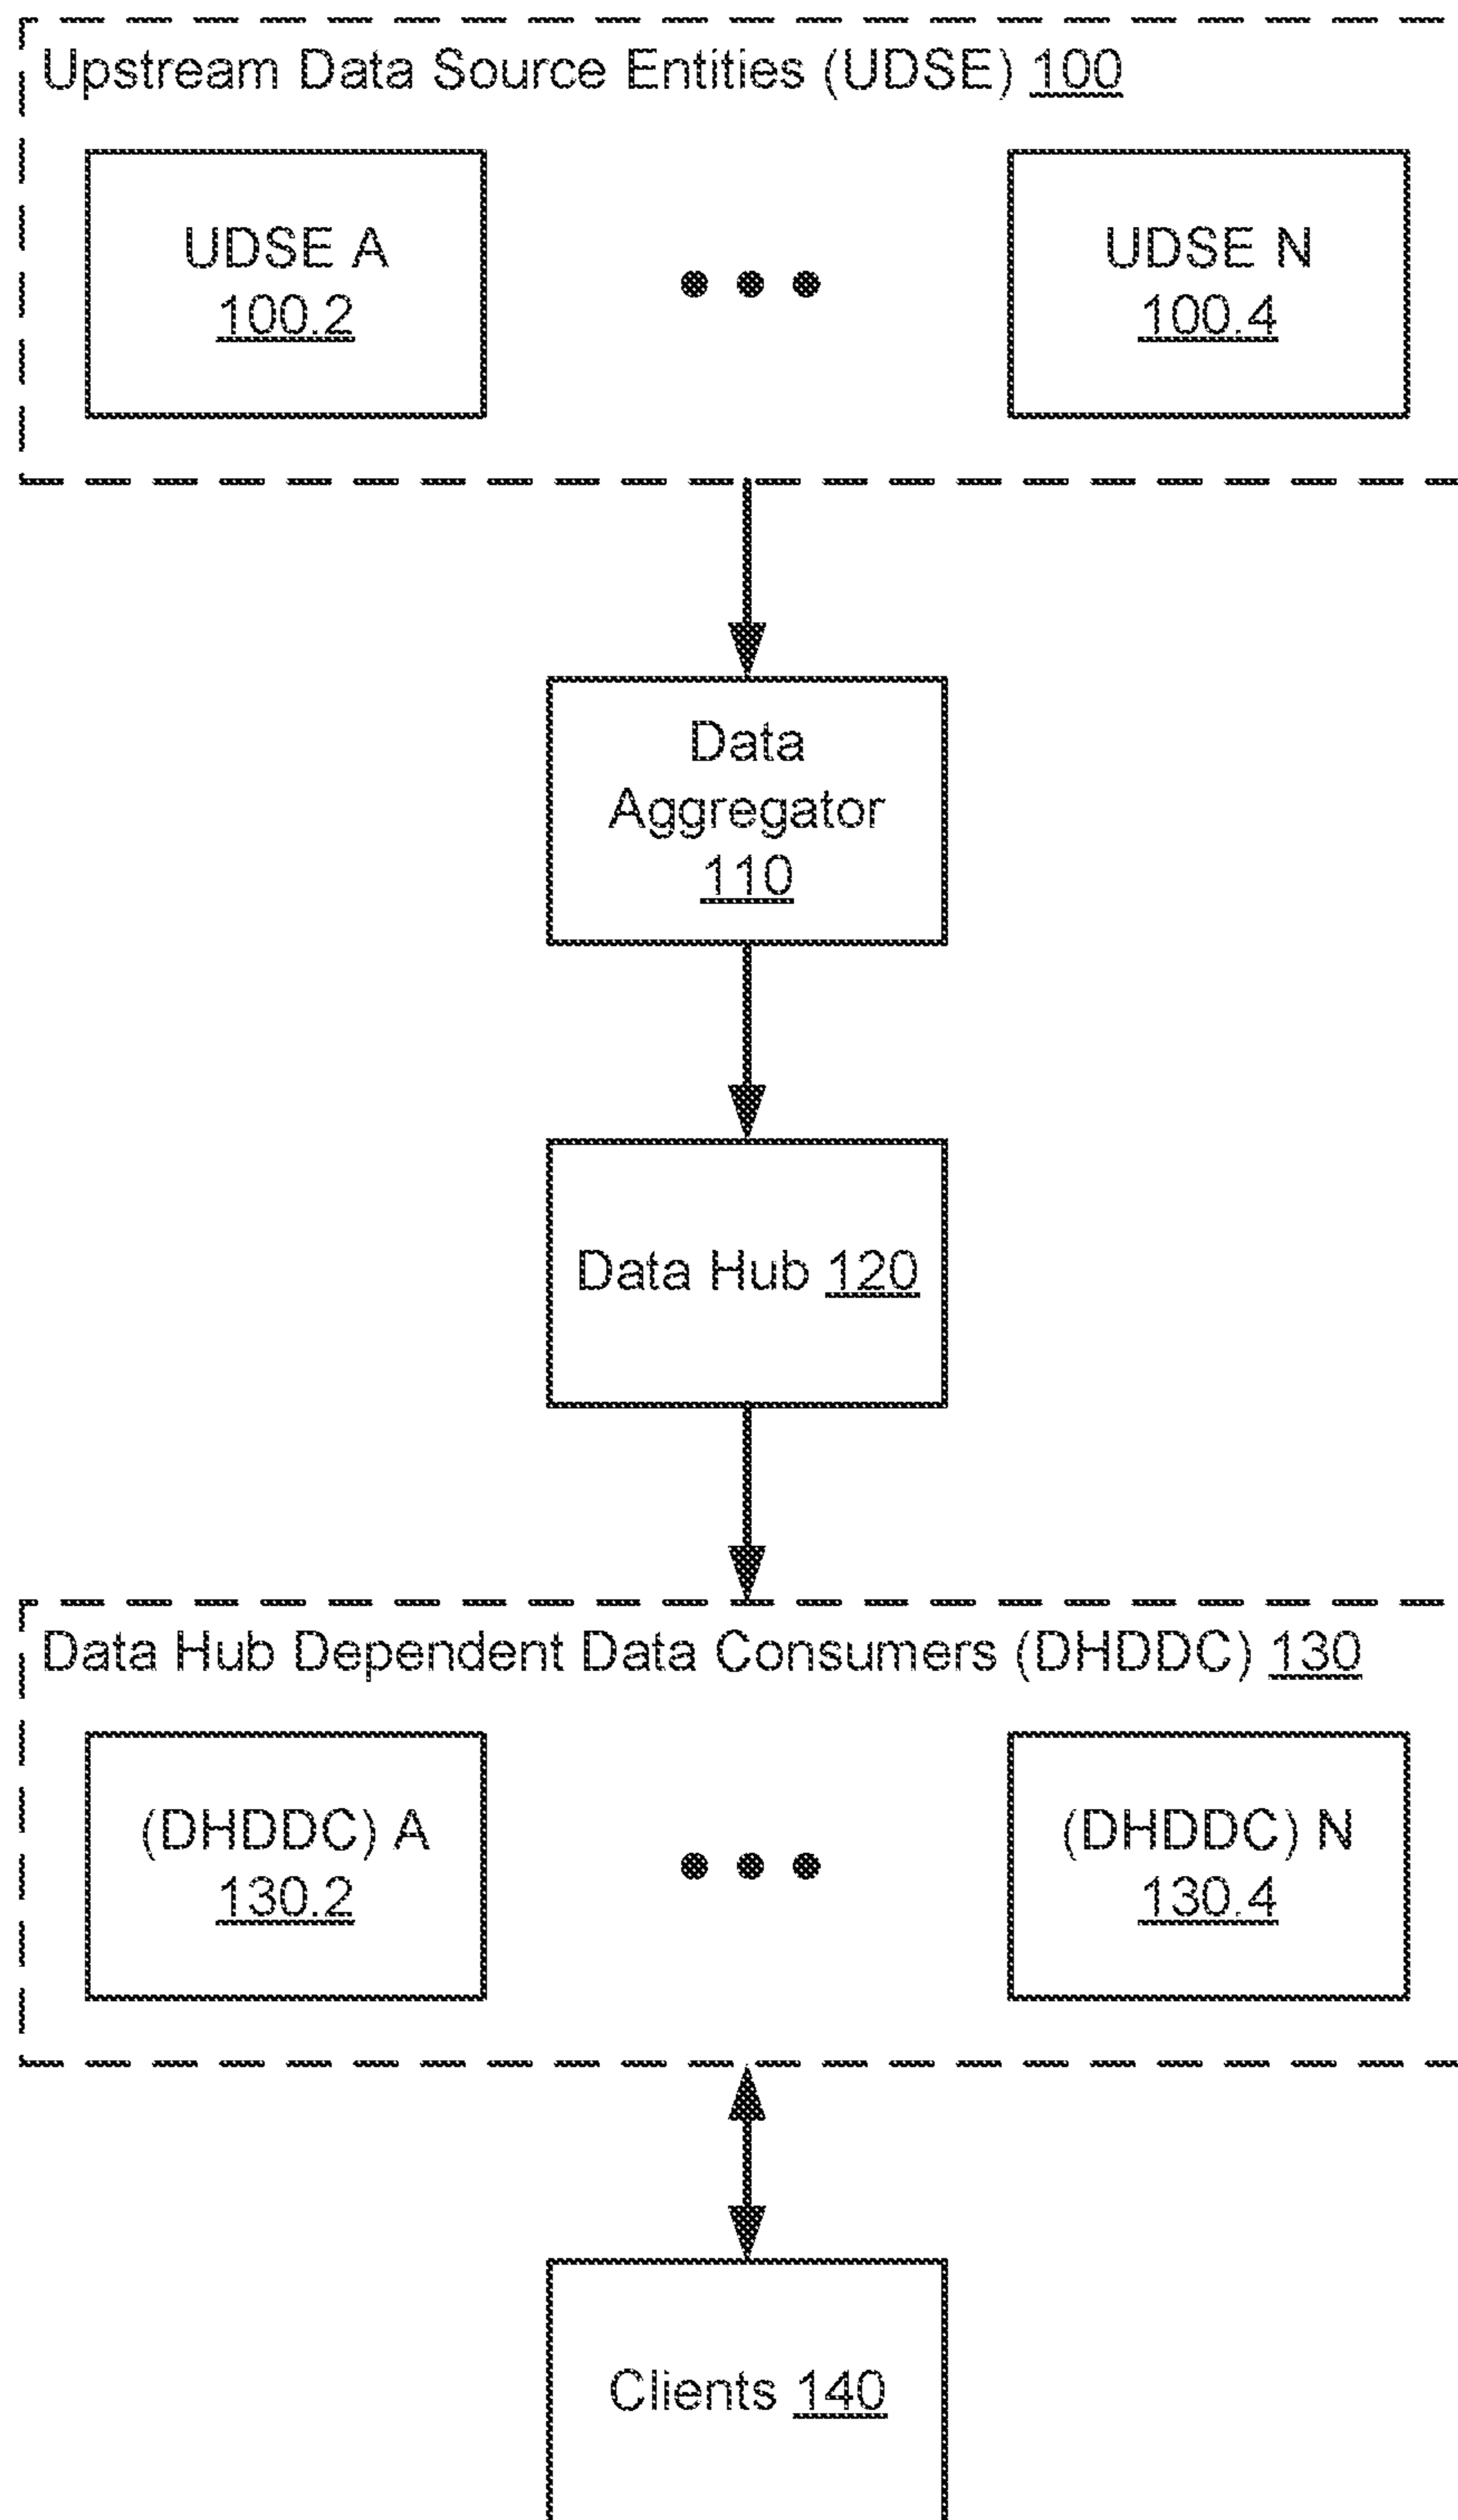 Upstream Data Source Entities (UDSE) 100
UDSE A
100.2
UDSE N
100.4
Data
Aggregator
110
Data Hub 120
Data Hub Dependent Data Consumers (DHDDC) 130
(DHDDC) A
130.2
(DHDDC) N
130.4
Clients 140